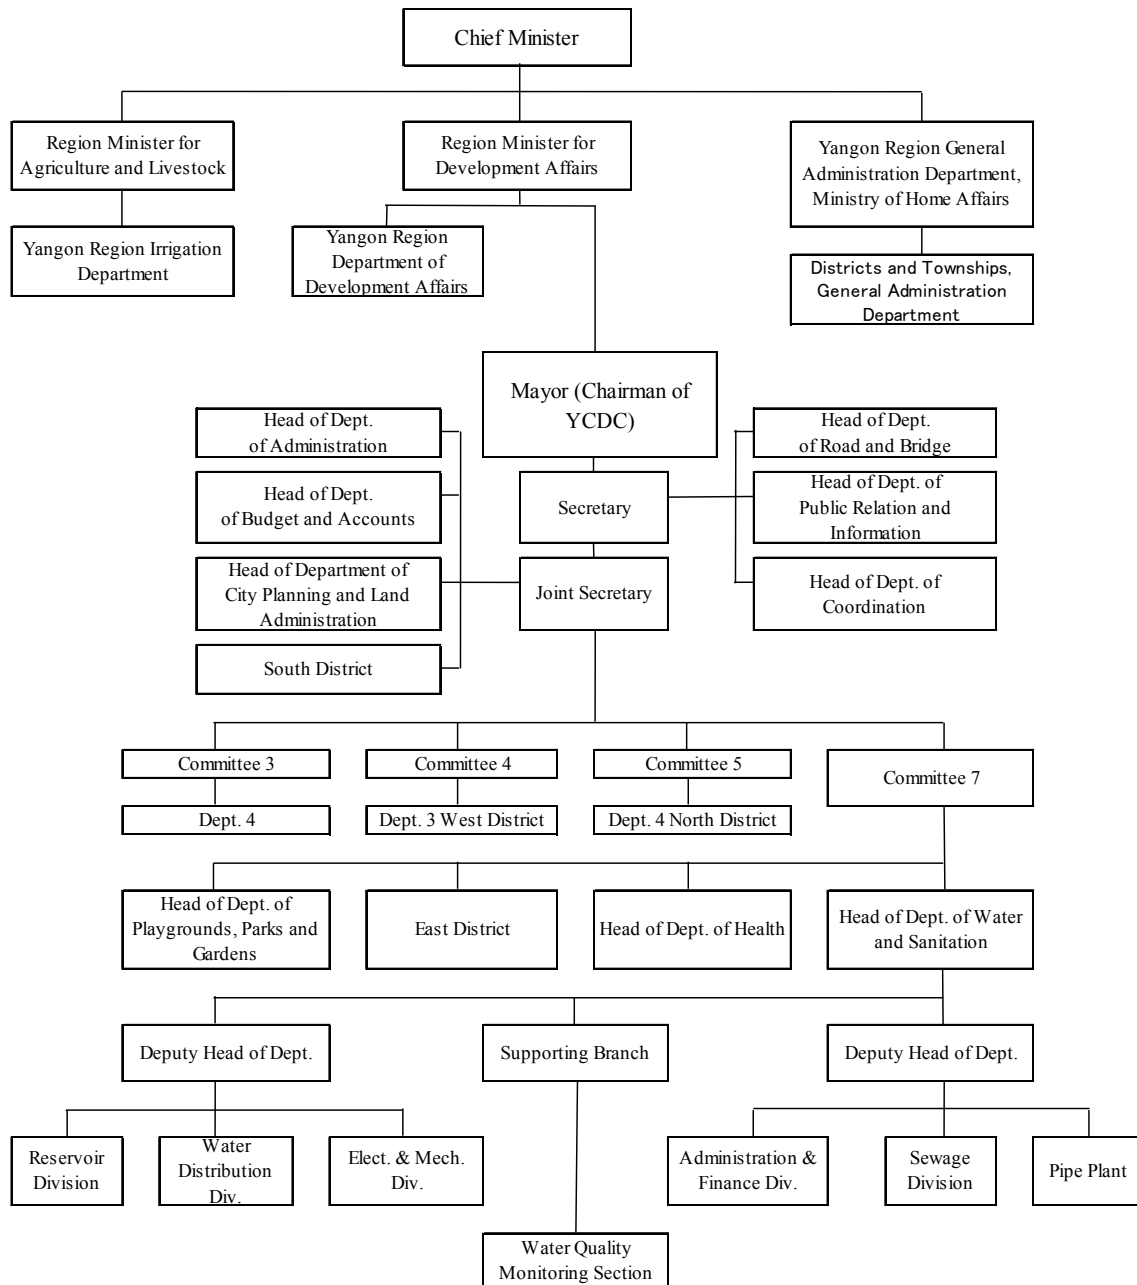 Chief Minister
Region Minister for
Agriculture and Livestock
Region Minister for
Development Affairs
Yangon Region General
Administration Department,
Ministry of Home Affairs
Yangon Region Irrigation
Department
Yangon Region
Department of
Development Affairs
Districts and Townships,
General Administration
Department
Mayor (Chairman of
YCDC)
Head of Dept.
of Administration
Head of Dept.
of Road and Bridge
Head of Dept.
of Budget and Accounts
Secretary
Head of Dept. of
Public Relation and
Information
Head of Department of
City Planning and Land
Administration
Joint Secretary
Head of Dept. of
Coordination
South District
Committee 3
Committee 4
Committee 5
Committee 7
Dept. 4
Dept. 3 West District
Dept. 4 North District
Head of Dept. of
Playgrounds, Parks and
Gardens
East District
Head of Dept. of Health
Head of Dept. of Water
and Sanitation
Deputy Head of Dept.
Supporting Branch
Deputy Head of Dept.
Reservoir
Division
Water
Distribution
Div.
Elect. & Mech.
Div.
Administration &
Finance Div.
Sewage
Division
Pipe Plant
Water Quality
Monitoring Section